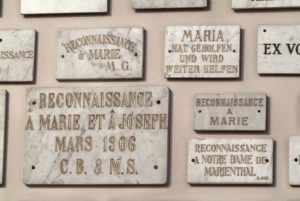 RECONNAISSANCE
À MARIE
M.G.
MARIA
HAT GEHOLFEN
UND WIRD
WEITER HELFEN
EX VO
RECONNAISSANCE
À MARIE ET À JOSEPH
MARS 1906
C.B. & M.S.
RECONNAISSANCE
À MARIE
RECONNAISSANCE
A NOTRE DAME DE
MARIENTHAL